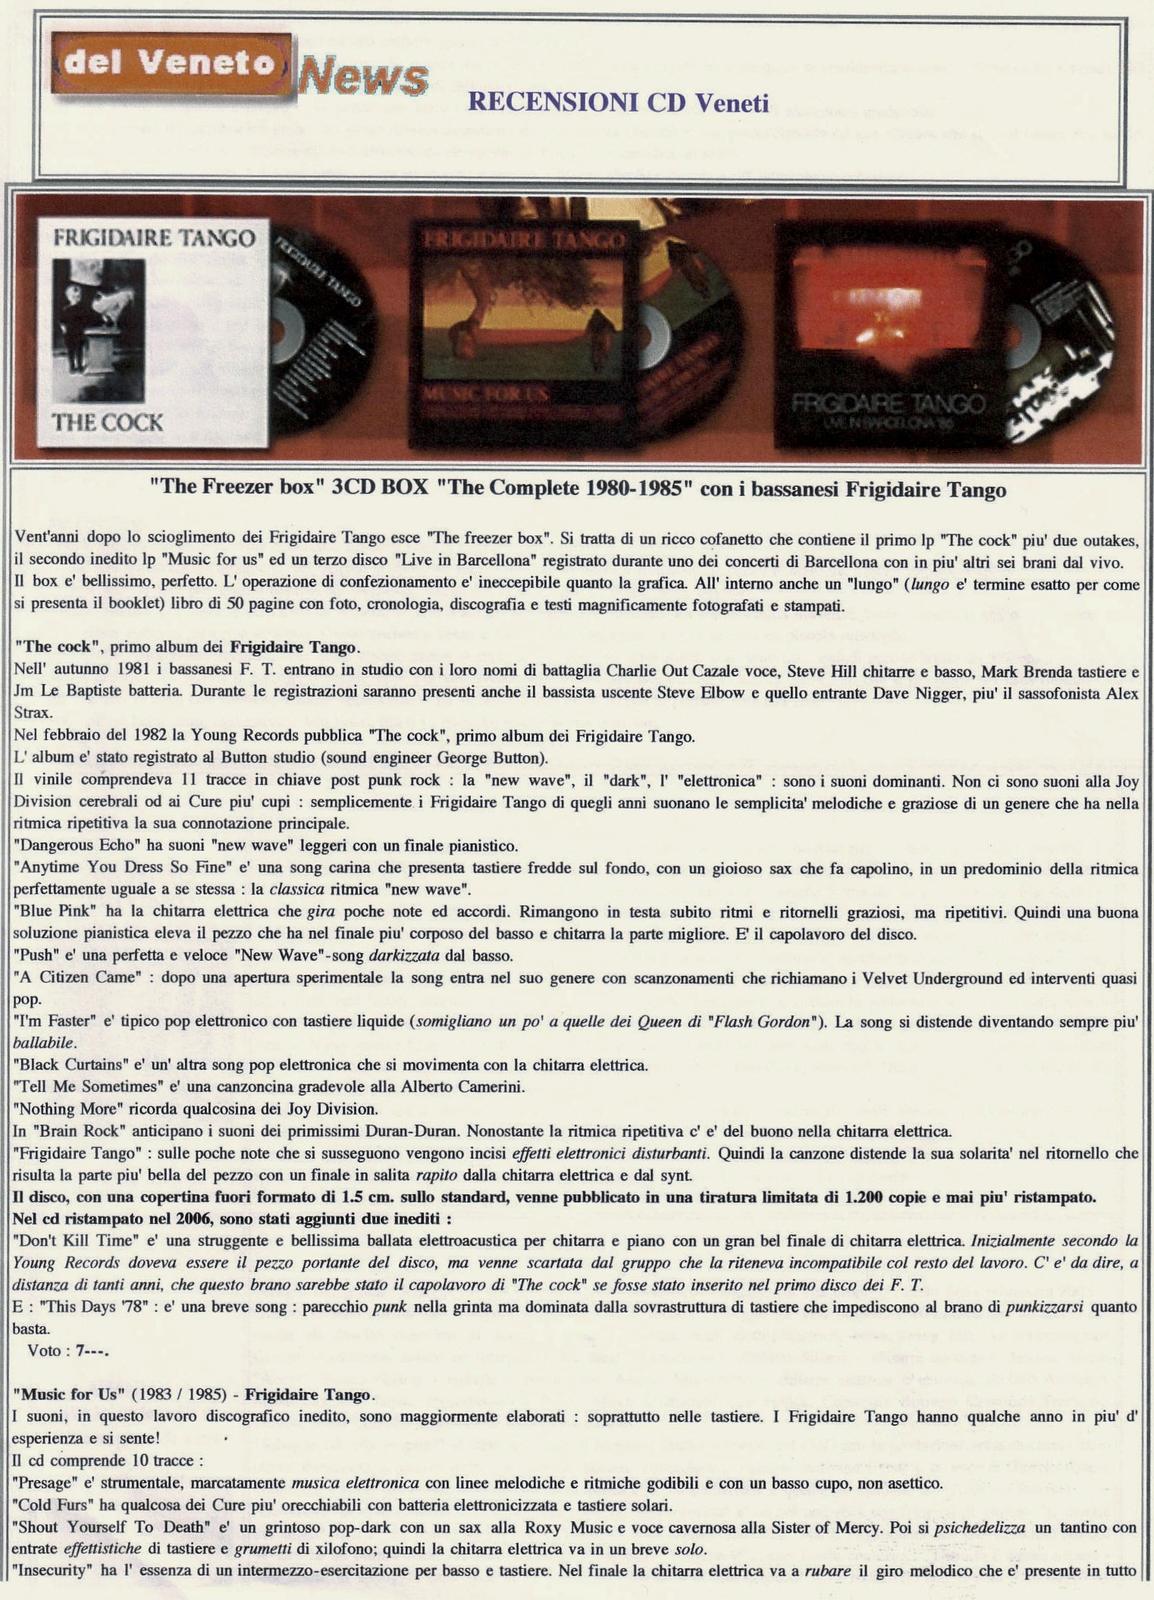 del Veneto News
RECENSIONI CD Veneti
FRIGIDAIRE TANGO
THE COCK
FRIGIDAIRE TANGO
FRIGIDAIRE TANGO
MUSIC FOR US
FRIGIDAIRE TANGO
LIVE IN BARCELONA '86
"The Freezer box" 3CD BOX "The Complete 1980-1985" con i bassanesi Frigidaire Tango
Vent'anni dopo lo scioglimento dei Frigidaire Tango esce "The freezer box". Si tratta di un ricco cofanetto che contiene il primo lp "The cock" piu' due outakes,
il secondo inedito lp "Music for us" ed un terzo disco "Live in Barcellona" registrato durante uno dei concerti di Barcellona con in piu' altri sei brani dal vivo.
Il box e' bellissimo, perfetto. L' operazione di confezionamento e' ineccepibile quanto la grafica. All' interno anche un "lungo" (lungo e' termine esatto per come
si presenta il booklet) libro di 50 pagine con foto, cronologia, discografia e testi magnificamente fotografati e stampati.
"The cock", primo album dei Frigidaire Tango.
Nell' autunno 1981 i bassanesi F. T. entrano in studio con i loro nomi di battaglia Charlie Out Cazale voce, Steve Hill chitarre e basso, Mark Brenda tastiere e
Jm Le Baptiste batteria. Durante le registrazioni saranno presenti anche il bassista uscente Steve Elbow e quello entrante Dave Nigger, piu' il sassofonista Alex
Strax.
Nel febbraio del 1982 la Young Records pubblica "The cock", primo album dei Frigidaire Tango.
L' album e' stato registrato al Button studio (sound engineer George Button).
Il vinile comprendeva 11 tracce in chiave post punk rock : la "new wave", il "dark", l' "elettronica" : sono i suoni dominanti. Non ci sono suoni alla Joy
Division cerebrali od ai Cure piu' cupi : semplicemente i Frigidaire Tango di quegli anni suonano le semplicita' melodiche e graziose di un genere che ha nella
ritmica ripetitiva la sua connotazione principale.
"Dangerous Echo" ha suoni "new wave" leggeri con un finale pianistico.
"Anytime You Dress So Fine" e' una song carina che presenta tastiere fredde sul fondo, con un gioioso sax che fa capolino, in un predominio della ritmica
perfettamente uguale a se stessa : la classica ritmica "new wave".
"Blue Pink" ha la chitarra elettrica che gira poche note ed accordi. Rimangono in testa subito ritmi e ritornelli graziosi, ma ripetitivi. Quindi una buona
soluzione pianistica eleva il pezzo che ha nel finale piu' corposo del basso e chitarra la parte migliore. E' il capolavoro del disco.
"Push" e' una perfetta e veloce "New Wave"-song darkizzata dal basso.
"A Citizen Came" : dopo una apertura sperimentale la song entra nel suo genere con scanzonamenti che richiamano i Velvet Underground ed interventi quasi
pop.
"I'm Faster" e' tipico pop elettronico con tastiere liquide (somigliano un po' a quelle dei Queen di "Flash Gordon"). La song si distende diventando sempre piu'
ballabile.
"Black Curtains" e' un' altra song pop elettronica che si movimenta con la chitarra elettrica.
"Tell Me Sometimes" e' una canzoncina gradevole alla Alberto Camerini.
"Nothing More" ricorda qualcosina dei Joy Division.
In "Brain Rock" anticipano i suoni dei primissimi Duran-Duran. Nonostante la ritmica ripetitiva c' e' del buono nella chitarra elettrica.
"Frigidaire Tango" : sulle poche note che si susseguono vengono incisi effetti elettronici disturbanti. Quindi la canzone distende la sua solarita' nel ritornello che
risulta la parte piu' bella del pezzo con un finale in salita rapito dalla chitarra elettrica e dal synt.
Il disco, con una copertina fuori formato di 1.5 cm. sullo standard, venne pubblicato in una tiratura limitata di 1.200 copie e mai piu' ristampato.
Nel cd ristampato nel 2006, sono stati aggiunti due inediti :
"Don't Kill Time" e' una struggente e bellissima ballata elettroacustica per chitarra e piano con un gran bel finale di chitarra elettrica. Inizialmente secondo la
Young Records doveva essere il pezzo portante del disco, ma venne scartata dal gruppo che la riteneva incompatibile col resto del lavoro. C' e' da dire, a
distanza di tanti anni, che questo brano sarebbe stato il capolavoro di "The cock" se fosse stato inserito nel primo disco dei F. T.
E : "This Days '78" : e' una breve song : parecchio punk nella grinta ma dominata dalla sovrastruttura di tastiere che impediscono al brano di punkizzarsi quanto
basta.
Voto : 7---.
"Music for Us" (1983 / 1985) - Frigidaire Tango.
I suoni, in questo lavoro discografico inedito, sono maggiormente elaborati : soprattutto nelle tastiere. I Frigidaire Tango hanno qualche anno in piu' d'
esperienza e si sente!
Il cd comprende 10 tracce :
"Presage" e' strumentale, marcatamente musica elettronica con linee melodiche e ritmiche godibili e con un basso cupo, non asettico.
"Cold Furs" ha qualcosa dei Cure piu' orecchiabili con batteria elettronicizzata e tastiere solari.
"Shout Yourself To Death" e' un grintoso pop-dark con un sax alla Roxy Music e voce cavernosa alla Sister of Mercy. Poi si psichedelizza un tantino con
entrate effettistiche di tastiere e grumetti di xilofono; quindi la chitarra elettrica va in un breve solo.
"Insecurity" ha l' essenza di un intermezzo-esercitazione per basso e tastiere. Nel finale la chitarra elettrica va a rubare il giro melodico che e' presente in tutto